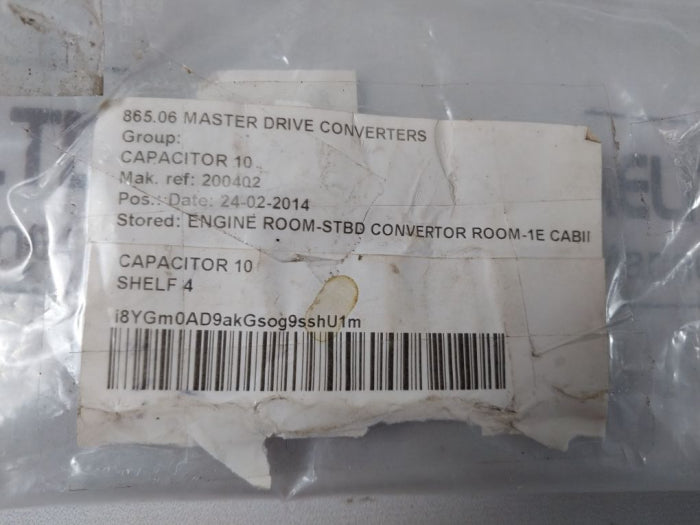 865.06 MASTER DRIVE CONVERTERS
Group:
CAPACITOR 10
Mak. ref: 200402
Pos.: Date: 24-02-2014
Stored: ENGINE ROOM-STBD CONVERTOR ROOM-1E CABII
CAPACITOR 10
SHELF 4
i8YGm0AD9akGsog9sshU1m